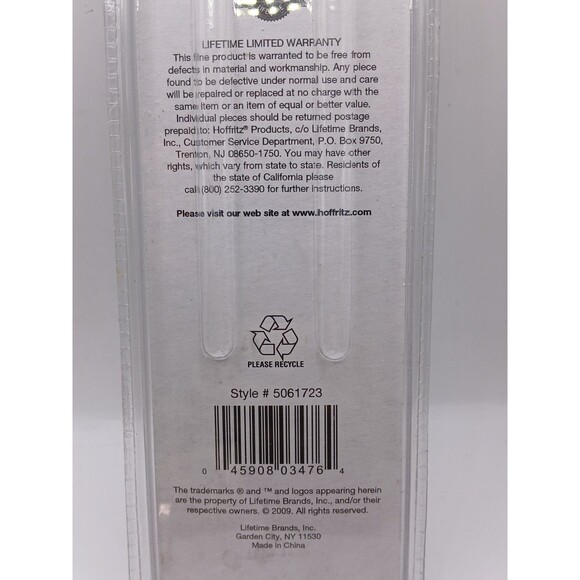 LIFETIME LIMITED WARRANTY
This fine product is warranted to be free from
defects in material and workmanship. Any piece
found to be defective under normal use and care
will be repaired or replaced at no charge with the
same item or an item of equal or better value.
Individual pieces should be returned postage
prepaid to: Hoffritz® Products, c/o Lifetime Brands,
Inc., Customer Service Department, P.O. Box 9750,
Trenton, NJ 08650-1750. You may have other
rights, which vary from state to state. Residents of
the state of California please
call (800) 252-3390 for further instructions.
Please visit our web site at www.ihoffritz.com
PLEASE RECYCLE
Style # 5061723
0 45908 03476 4
The trademarks ® and ™ and logos appearing herein
are the property of Lifetime Brands, Inc., and/or their
respective owners. © 2009. All rights reserved.
Lifetime Brands, Inc.
Garden City, NY 11530
Made in China